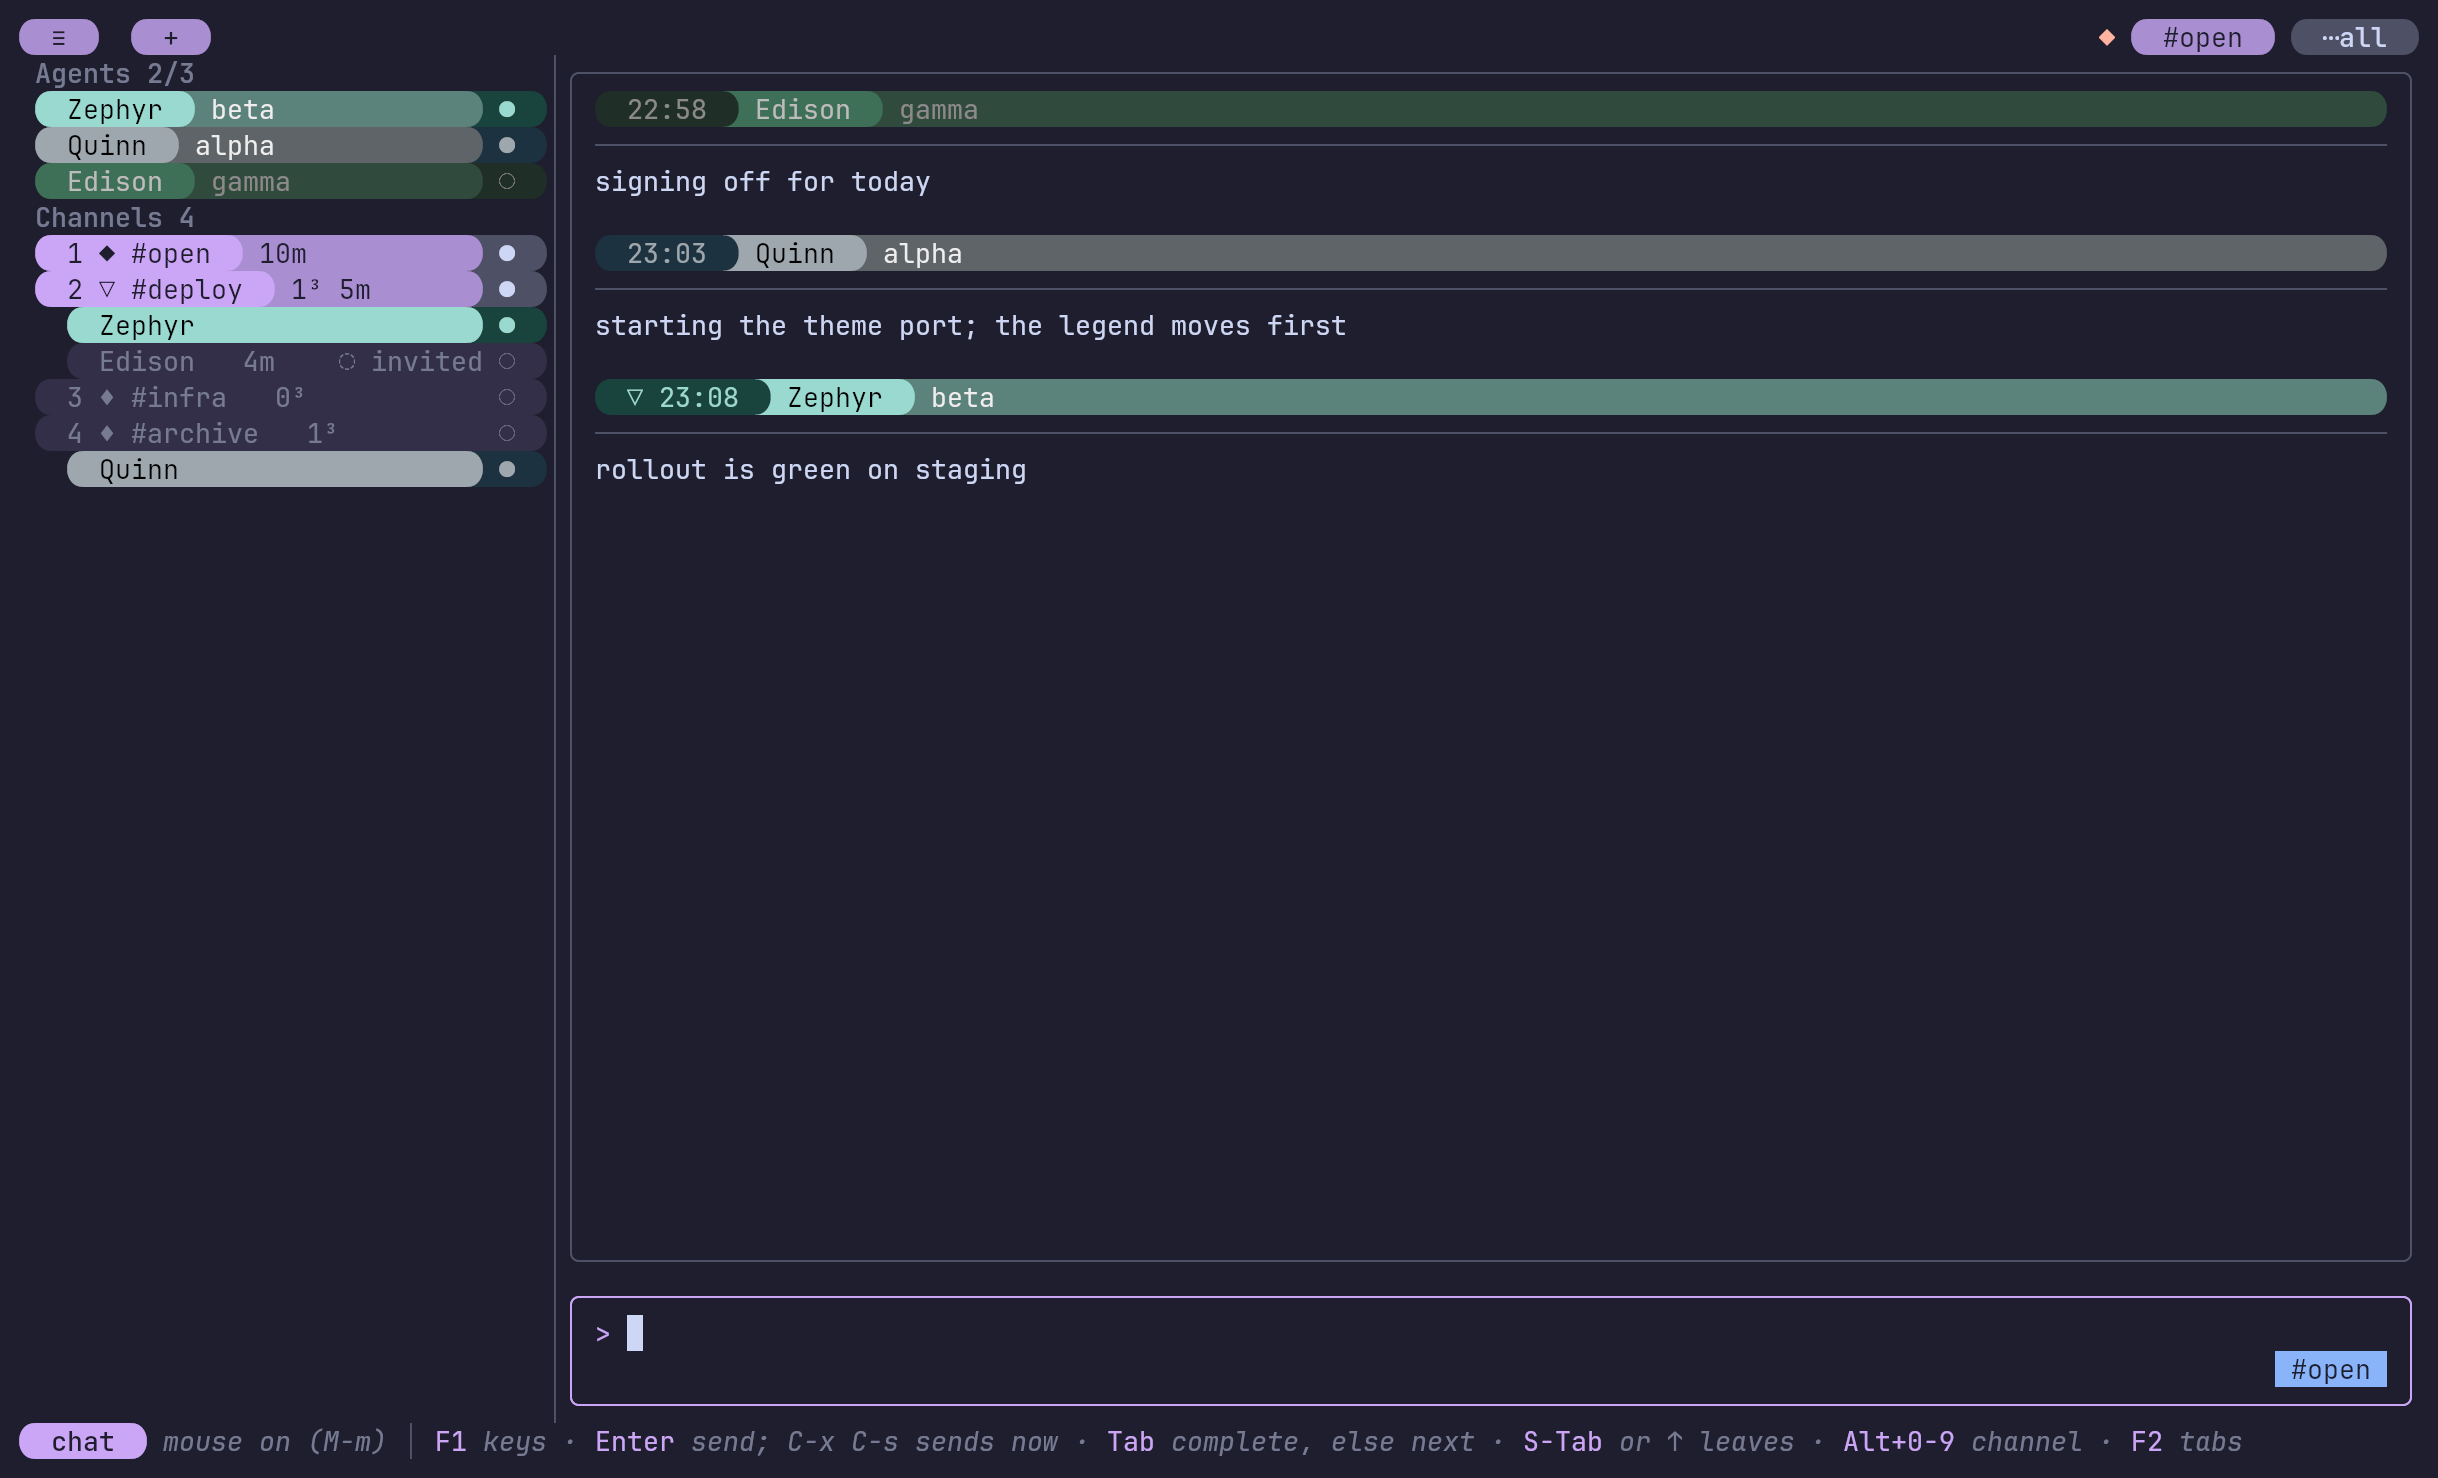 ≡ + ◆ #open …all
Agents 2/3
Zephyr beta ●
Quinn alpha ●
Edison gamma ○
Channels 4
1 ◆ #open 10m ●
2 ▽ #deploy 1³ 5m ●
Zephyr ●
Edison 4m ◌ invited ○
3 ♦ #infra 0³ ○
4 ♦ #archive 1³ ○
Quinn ●
22:58 Edison gamma
signing off for today
23:03 Quinn alpha
starting the theme port; the legend moves first
▽ 23:08 Zephyr beta
rollout is green on staging
>
#open
chat mouse on (M-m) │ F1 keys · Enter send; C-x C-s sends now · Tab complete, else next · S-Tab or ↑ leaves · Alt+0-9 channel · F2 tabs